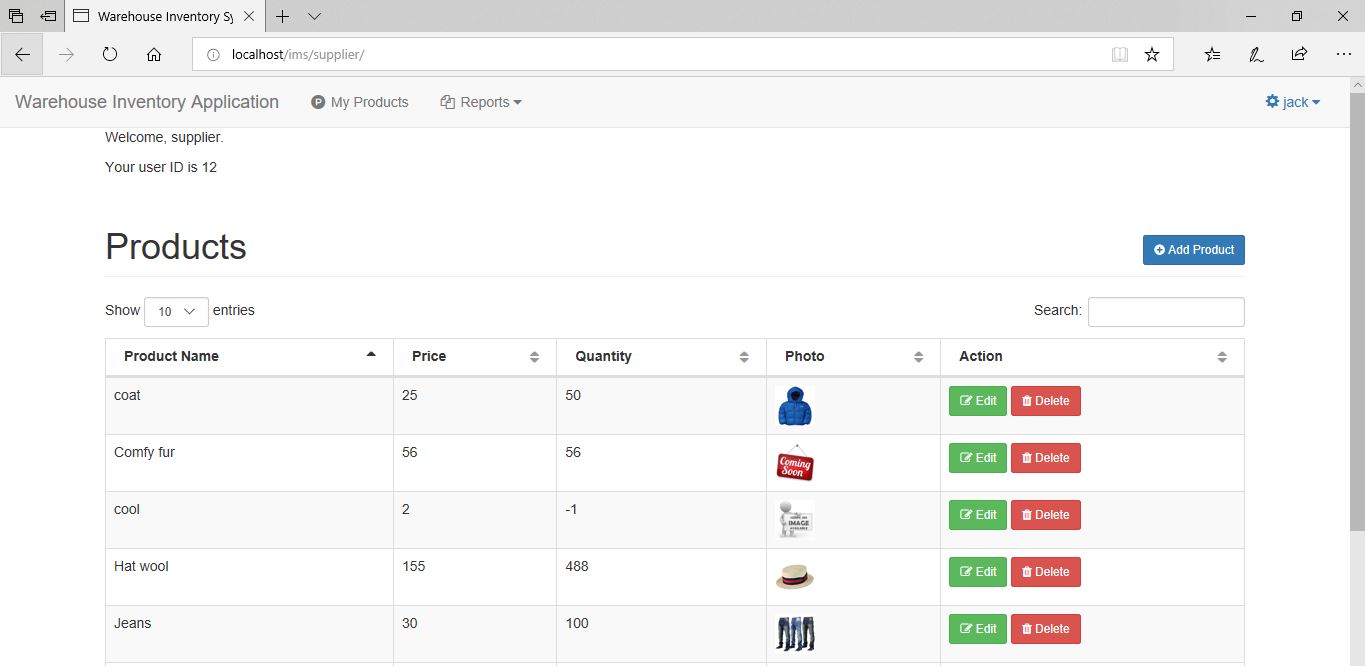 Warehouse Inventory Sy
localhost/ims/supplier/
Warehouse Inventory Application My Products Reports jack
Welcome, supplier.
Your user ID is 12
Products Add Product
Show 10 entries Search:
Product Name Price Quantity Photo Action
coat 25 50 Edit Delete
Comfy fur 56 56 Coming Soon Edit Delete
cool 2 -1 IMAGE Edit Delete
Hat wool 155 488 Edit Delete
Jeans 30 100 Edit Delete